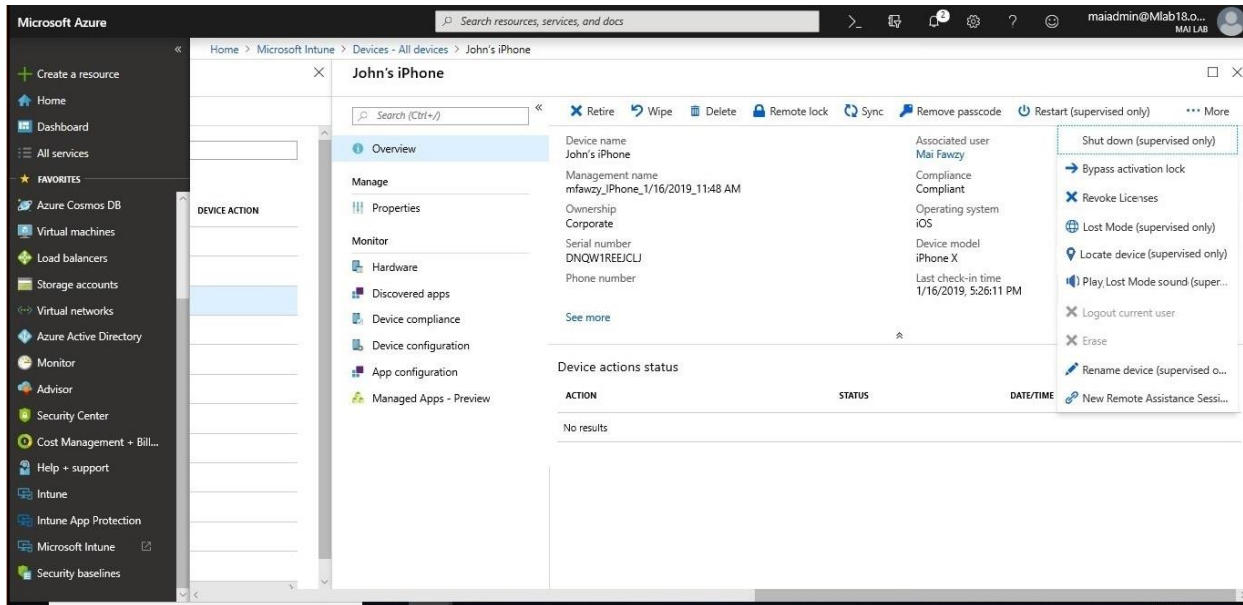 Microsoft Azure
Search resources, services, and docs
2
maiadmin@Mlab18.o...
MAI LAB
Home > Microsoft Intune > Devices - All devices > John's iPhone
Create a resource
Home
Dashboard
All services
FAVORITES
Azure Cosmos DB
Virtual machines
Load balancers
Storage accounts
Virtual networks
Azure Active Directory
Monitor
Advisor
Security Center
Cost Management + Bill...
Help + support
Intune
Intune App Protection
Microsoft Intune
Security baselines
DEVICE ACTION
John's iPhone
Search (Ctrl+/)
Overview
Manage
Properties
Monitor
Hardware
Discovered apps
Device compliance
Device configuration
App configuration
Managed Apps - Preview
Retire Wipe Delete Remote lock Sync Remove passcode Restart (supervised only) ... More
Device name
John's iPhone
Management name
mfawzy_IPhone_1/16/2019_11:48 AM
Ownership
Corporate
Serial number
DNQW1REEJCLJ
Phone number
See more
Associated user
Mai Fawzy
Compliance
Compliant
Operating system
iOS
Device model
iPhone X
Last check-in time
1/16/2019, 5:26:11 PM
Shut down (supervised only)
Bypass activation lock
Revoke Licenses
Lost Mode (supervised only)
Locate device (supervised only)
Play Lost Mode sound (super...
Logout current user
Erase
Rename device (supervised o...
New Remote Assistance Sessi...
Device actions status
ACTION STATUS DATE/TIME
No results